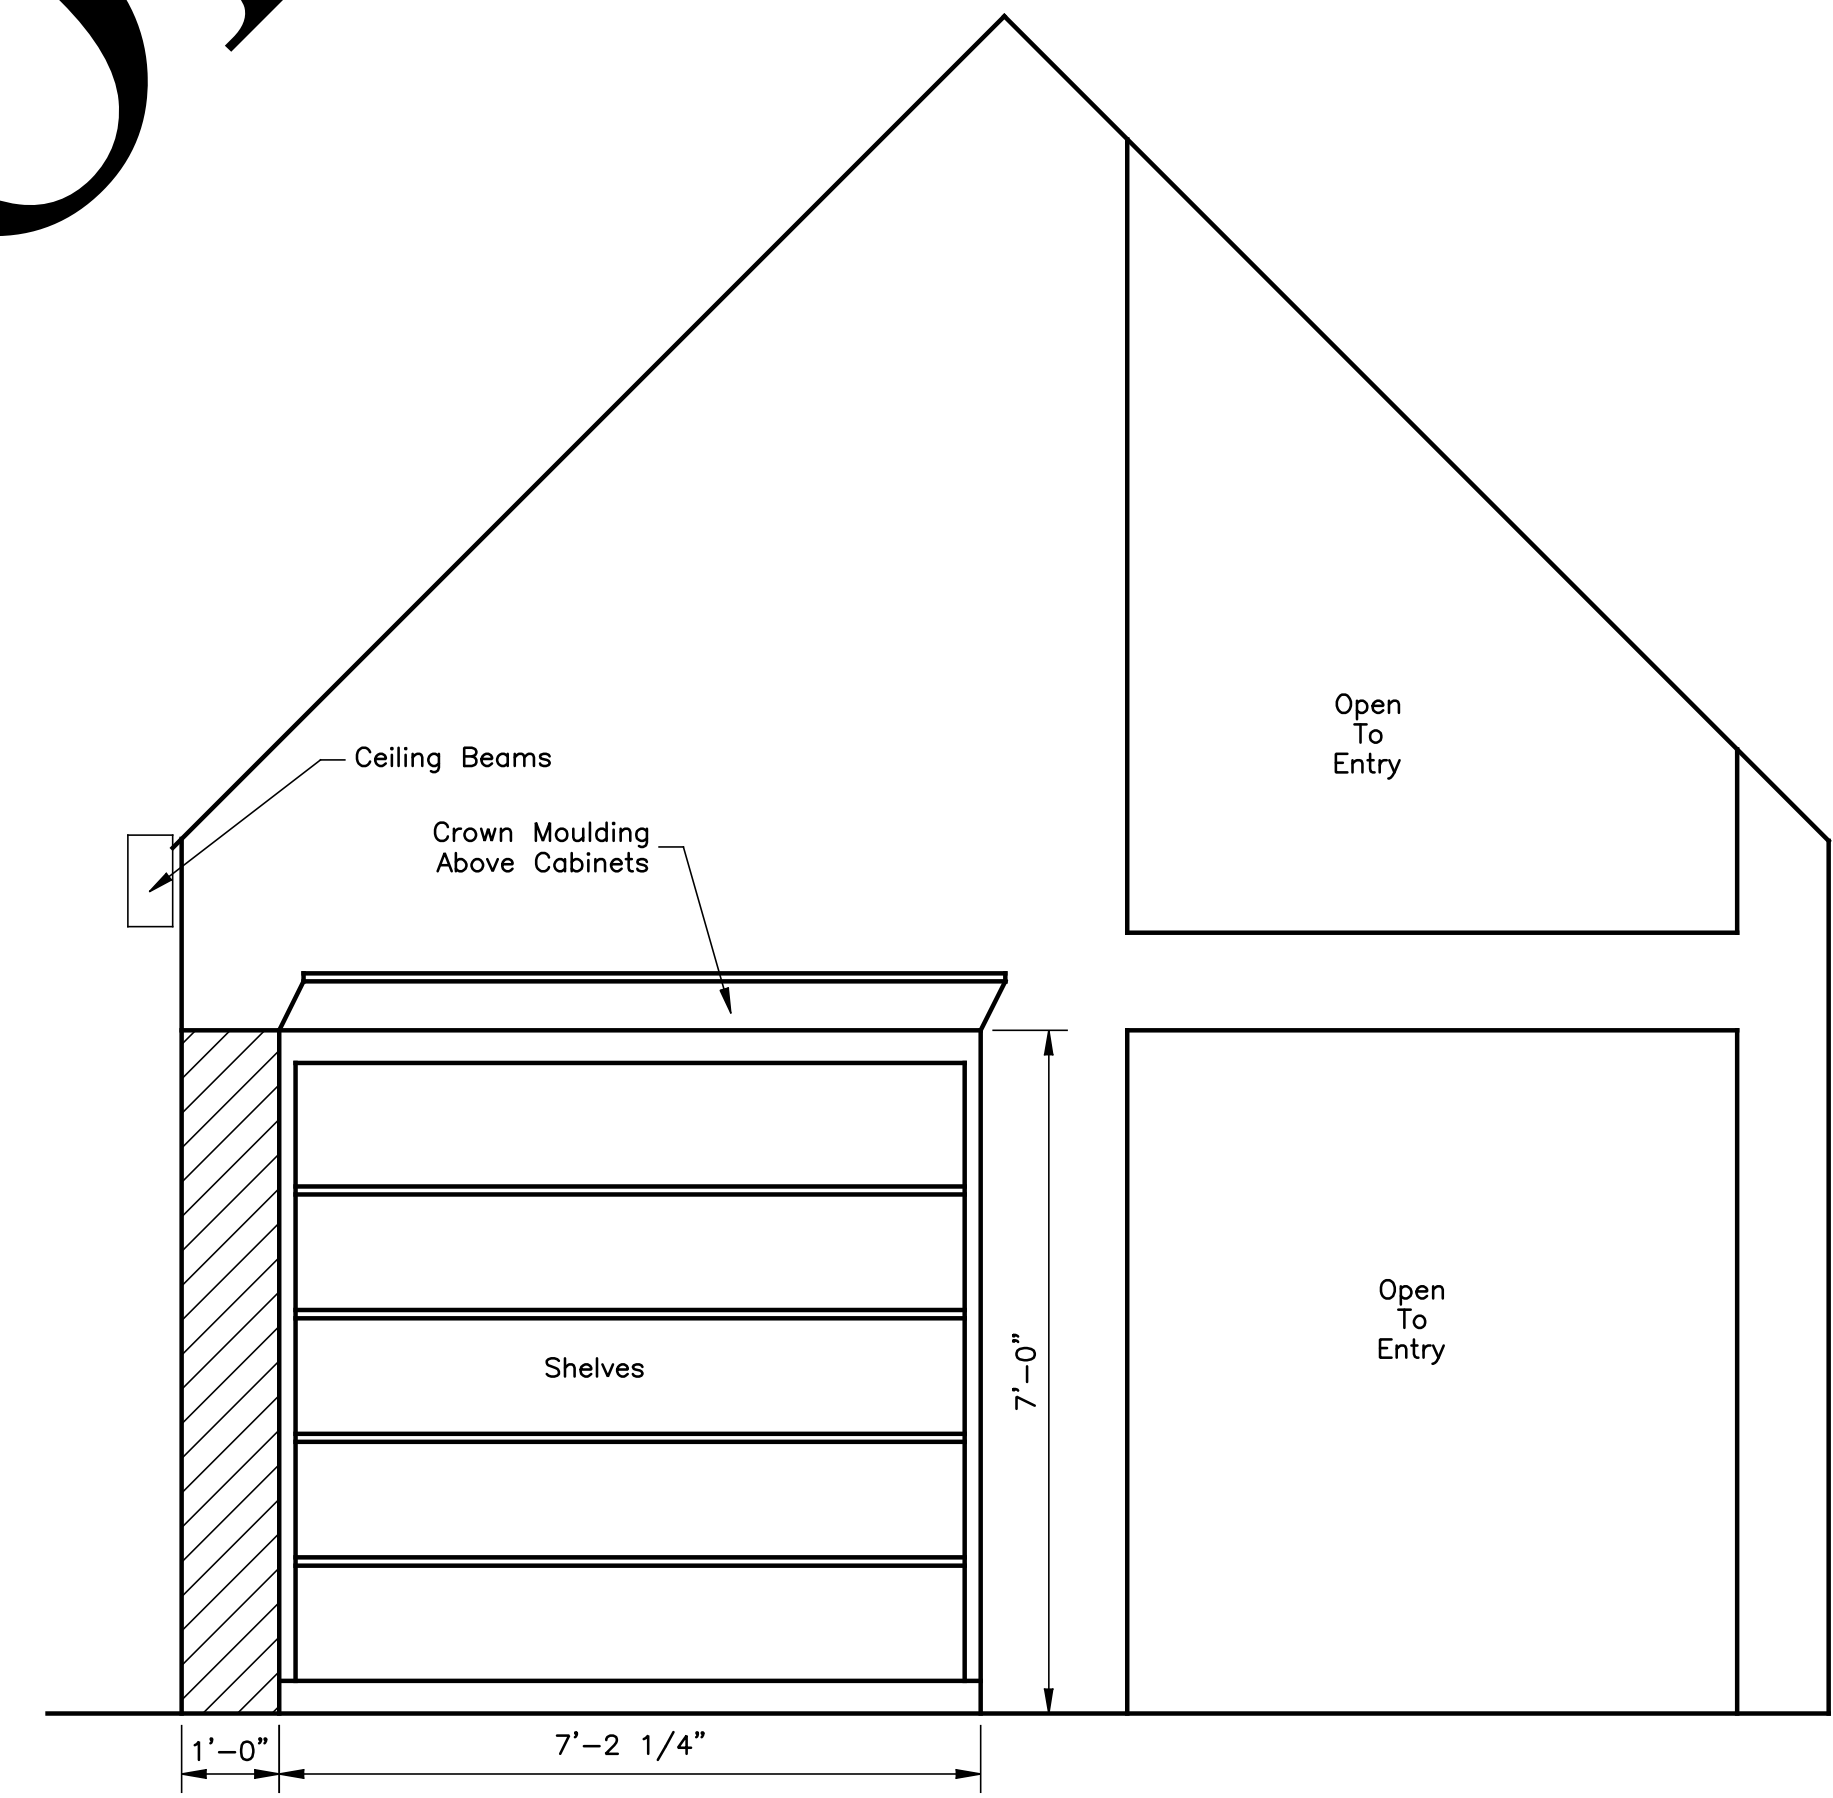 Open
To
Entry
Ceiling Beams
Crown Moulding
Above Cabinets
Open
To
Entry
Shelves
7'-0"
1'-0"
7'-2 1/4"